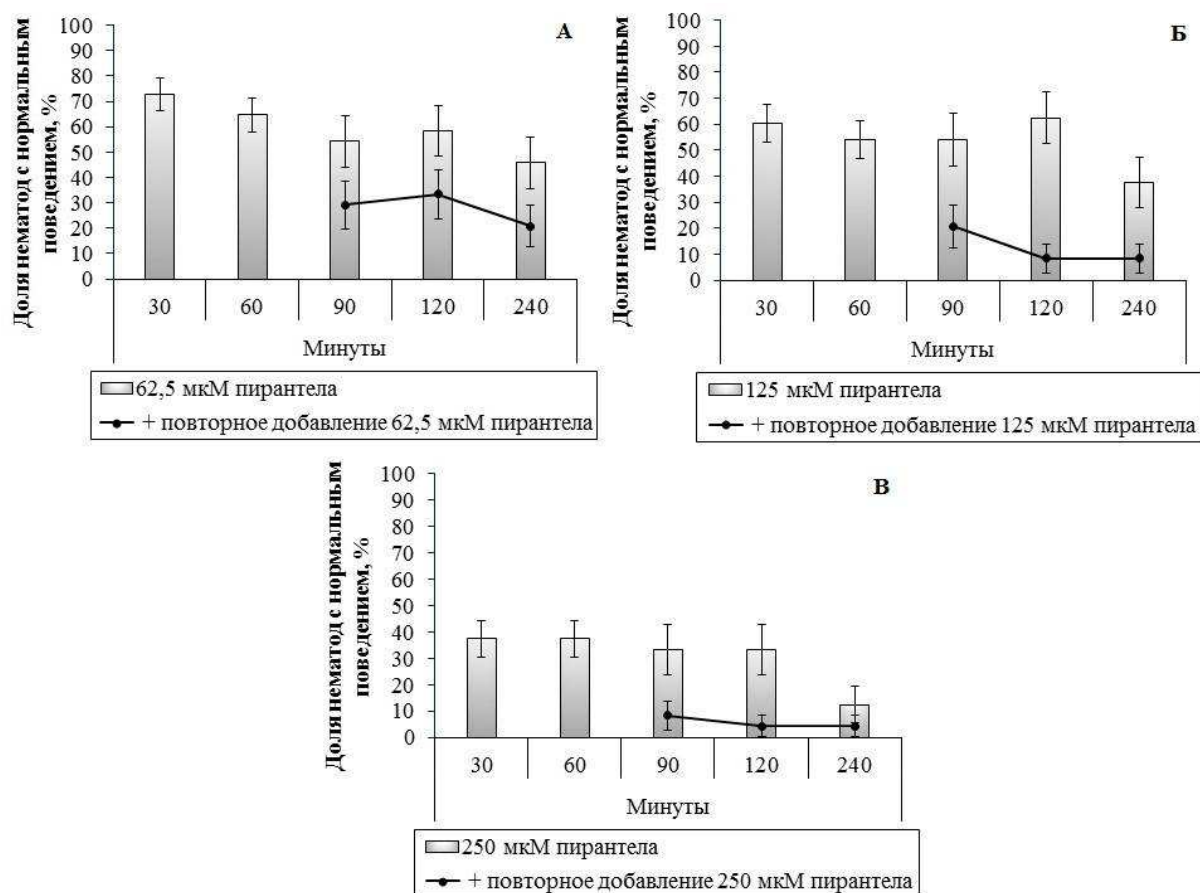 Доля нематод с нормальным
поведением, %
А
100
90
80
70
60
50
40
30
20
10
0
30 60 90 120 240
Минуты
62,5 мкМ пирантела
+ повторное добавление 62,5 мкМ пирантела
Доля нематод с нормальным
поведением, %
Б
100
90
80
70
60
50
40
30
20
10
0
30 60 90 120 240
Минуты
125 мкМ пирантела
+ повторное добавление 125 мкМ пирантела
Доля нематод с нормальным
поведением, %
В
100
90
80
70
60
50
40
30
20
10
0
30 60 90 120 240
Минуты
250 мкМ пирантела
+ повторное добавление 250 мкМ пирантела